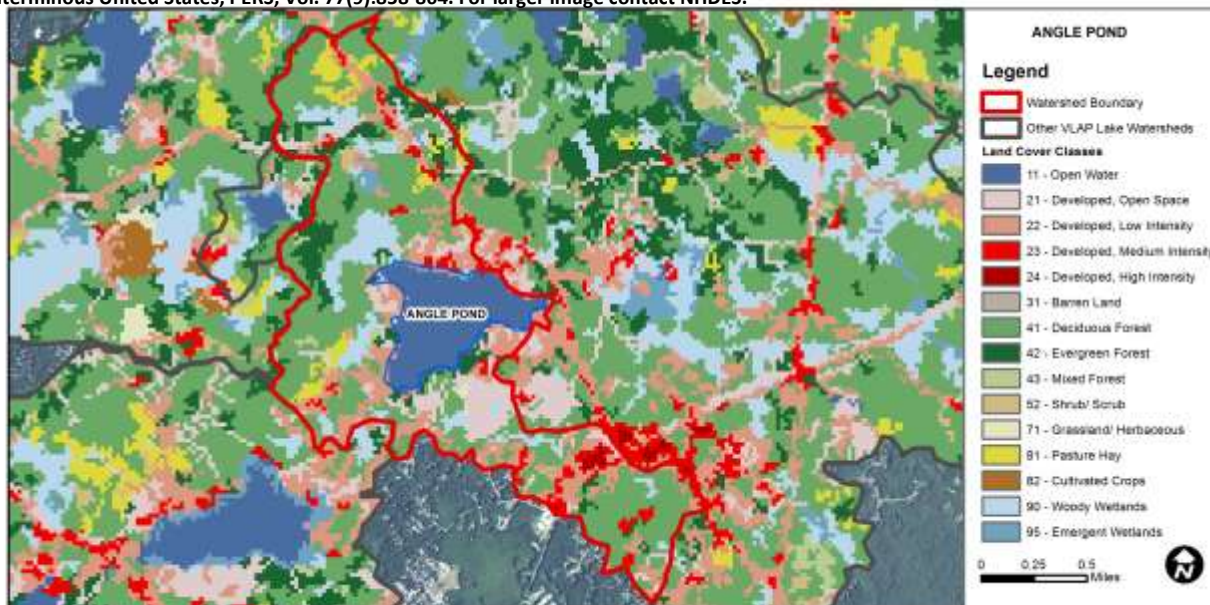 terminous United States, PERS, Vol. 77(9):858-864. For larger image contact NHDES.
ANGLE POND
ANGLE POND
Legend
Watershed Boundary
Other VLAP Lake Watersheds
Land Cover Classes
11 - Open Water
21 - Developed, Open Space
22 - Developed, Low Intensity
23 - Developed, Medium Intensity
24 - Developed, High Intensity
31 - Barren Land
41 - Deciduous Forest
42 - Evergreen Forest
43 - Mixed Forest
52 - Shrub/ Scrub
71 - Grassland/ Herbaceous
81 - Pasture Hay
82 - Cultivated Crops
90 - Woody Wetlands
95 - Emergent Wetlands
0 0.25 0.5
Miles
N